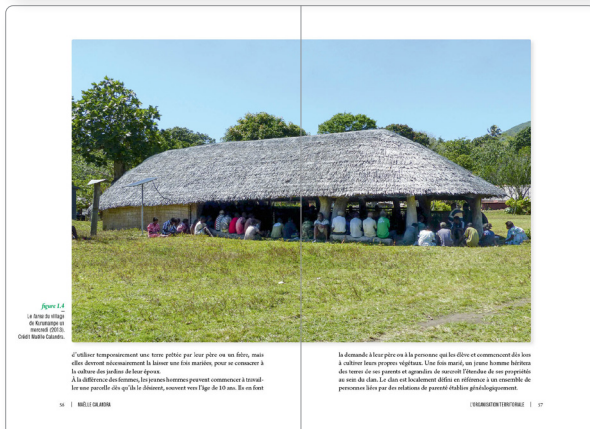 figure 1.4
Le farea du village
de Kurumampe un
mercredi (2013).
Crédit Maëlle Calandra.
d'utiliser temporairement une terre prêtée par leur père ou un frère, mais
elles devront nécessairement la laisser une fois mariées, pour se consacrer à
la culture des jardins de leur époux.
À la différence des femmes, les jeunes hommes peuvent commencer à travail-
ler une parcelle dès qu'ils le désirent, souvent vers l'âge de 10 ans. Ils en font
56 | MAËLLE CALANDRA
la demande à leur père ou à la personne qui les élève et commencent dès lors
à cultiver leurs propres végétaux. Une fois marié, un jeune homme héritera
des terres de ses parents et agrandira de surcroît l'étendue de ses propriétés
au sein du clan. Le clan est localement défini en référence à un ensemble de
personnes liées par des relations de parenté établies généalogiquement.
L'ORGANISATION TERRITORIALE | 57